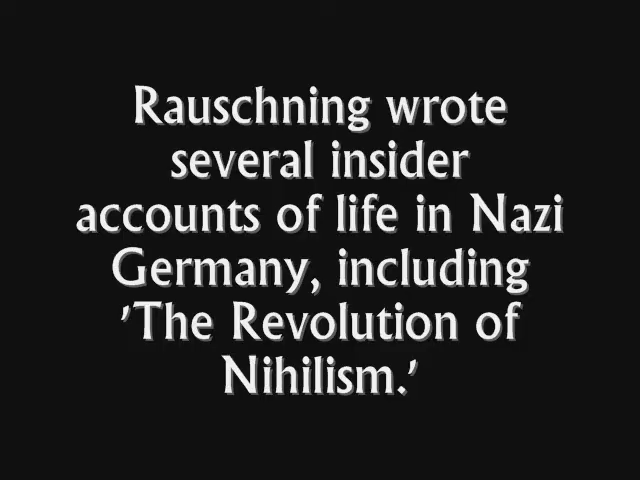 Rauschning wrote
several insider
accounts of life in Nazi
Germany, including
'The Revolution of
Nihilism.'